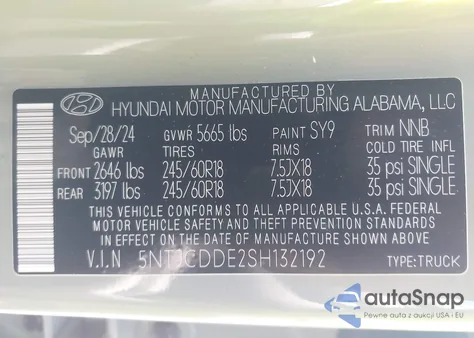 MANUFACTURED BY
HYUNDAI MOTOR MANUFACTURING ALABAMA, LLC
Sep/28/24 GVWR 5665 lbs PAINT SY9 TRIM NNB
GAWR TIRES RIMS COLD TIRE INFL
FRONT 2646 lbs 245/60R18 7.5JX18 35 psi SINGLE
REAR 3197 lbs 245/60R18 7.5JX18 35 psi SINGLE
THIS VEHICLE CONFORMS TO ALL APPLICABLE U.S.A. FEDERAL
MOTOR VEHICLE SAFETY AND THEFT PREVENTION STANDARDS
IN EFFECT ON THE DATE OF MANUFACTURE SHOWN ABOVE.
V.I.N 5NTJCDDE2SH132192 TYPE:TRUCK
autoSnap
Pewne auta z aukcji USA i EU